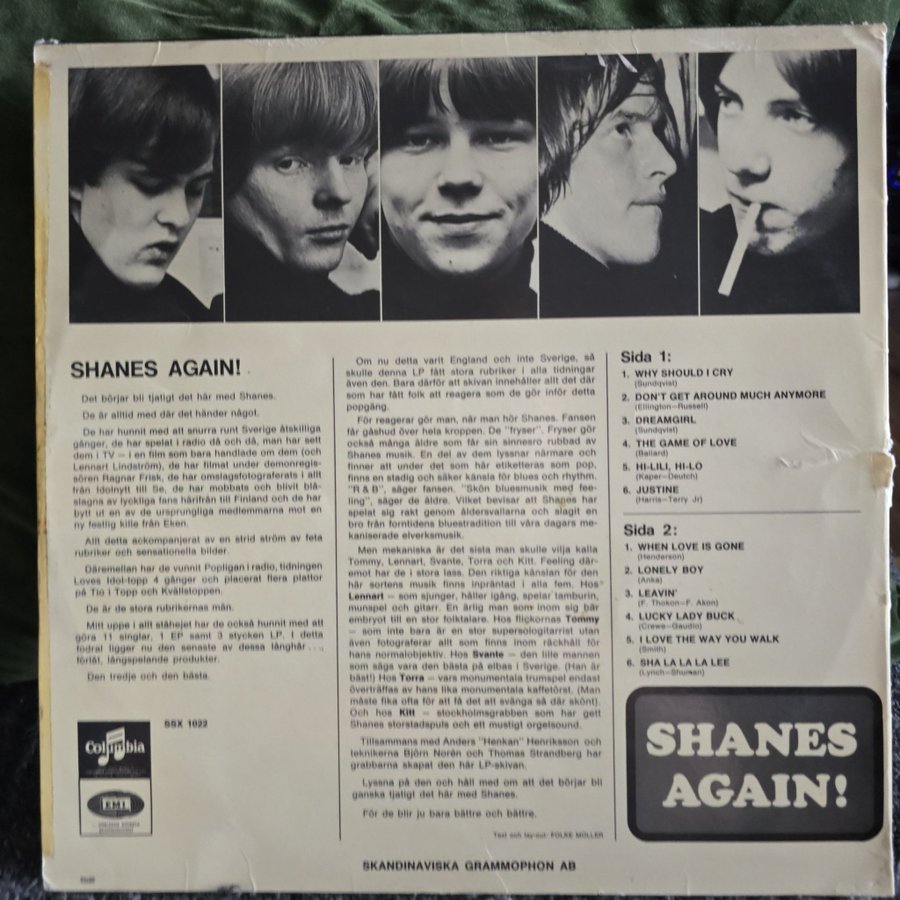 SHANES AGAIN!
Det börjar bli tjatigt det här med Shanes.
De är alltid med där det händer något.
De har hunnit med att snurra runt Sverige åtskilliga
gånger, de har spelat i radio då och då, man har sett
dem i TV — i en film som bara handlade om dem (och
Lennart Lindström), de har filmat under demonregis-
sören Ragnar Frisk, de har omslagsfotograferats i allt
från Idolnytt till Se, de har mobbats och blivit bå-
slagna av lyckliga fans härifrån till Finland och de har
bytt ut en av de ursprungliga medlemmarna mot en
ny festlig kille från Eken.
Allt detta ackompanjerat av en strid ström av feta
rubriker och sensationella bilder.
Däremellan har de vunnit Popligan i radio, tidningen
Loves Idol-topp 4 gånger och placerat flera plattor
på Tio i Topp och Kvällstoppen.
De är de stora rubrikernas män.
Mitt uppe i allt ståhejet har de också hunnit med att
göra 11 singlar, 1 EP samt 3 stycken LP. I detta
fodral ligger nu den senaste av dessa långhår . . .,
förlåt, långspelande produkter.
Den tredje och den bästa.
Columbia
EMI
SSX 1022
Om nu detta varit England och inte Sverige, så
skulle denna LP fått stora rubriker i alla tidningar
även den. Bara därför att skivan innehåller allt det där
som har fått folk att reagera som de gör inför detta
popgäng.
För reagerar gör man, när man hör Shanes. Fansen
får gåshud över hela kroppen. De "fryser". Fryser gör
också många äldre som får sin sinnesro rubbad av
Shanes musik. En del av dem lyssnar närmare och
finner att under det som här etiketteras som pop,
finns en stadig och säker känsla för blues och rhythm.
"R & B", säger fansen. "Skön bluesmusik med fee-
ling", säger de äldre. Vilket bevisar att Shanes har
spelat sig rakt genom åldersvallarna och slagit en
bro från forntidens bluestradition till våra dagars me-
kaniserade elverksmusik.
Men mekaniska är det sista man skulle vilja kalla
Tommy, Lennart, Svante, Torra och Kitt. Feeling där-
emot har de i stora lass. Den riktiga känslan för den
här sortens musik finns inpräntad i alla fem. Hos
Lennart — som sjunger, håller igång, spelar tamburin,
munspel och gitarr. En ärlig man som inom sig bär
embryot till en stor folktalare. Hos flickornas Tommy
— som inte bara är en stor supersologitarrist utan
även fotograferar allt som finns inom räckhåll för
hans normalobjektiv. Hos Svante — den lille mannen
som sägs vara den bästa på elbas i Sverige. (Han är
bäst!) Hos Torra — vars monumentala trumspel endast
överträffas av hans lika monumentala kaffetörst. (Man
måste fika ofta för att få det att svänga så där skönt).
Och hos Kitt — stockholmsgrabben som har gett
Shanes storstadspuls och ett mustigt orgelsound.
Tillsammans med Anders "Henkan" Henriksson och
teknikerna Björn Norén och Thomas Strandberg har
grabbarna skapat den här LP-skivan.
Lyssna på den och håll med om att det börjar bli
ganska tjatigt det här med Shanes.
För de blir ju bara bättre och bättre.
Text och lay-out: FOLKE MÜLLER
Sida 1:
1. WHY SHOULD I CRY
(Sundqvist)
2. DON'T GET AROUND MUCH ANYMORE
(Ellington—Russell)
3. DREAMGIRL
(Sundqvist)
4. THE GAME OF LOVE
(Ballard)
5. HI-LILI, HI-LO
(Kaper—Deutch)
6. JUSTINE
(Harris—Terry Jr)
Sida 2:
1. WHEN LOVE IS GONE
(Henderson)
2. LONELY BOY
(Anka)
3. LEAVIN'
(F. Thokon—F. Akon)
4. LUCKY LADY BUCK
(Crewe—Gaudio)
5. I LOVE THE WAY YOU WALK
(Smith)
6. SHA LA LA LA LEE
(Lynch—Shuman)
SHANES
AGAIN!
SKANDINAVISKA GRAMMOPHON AB